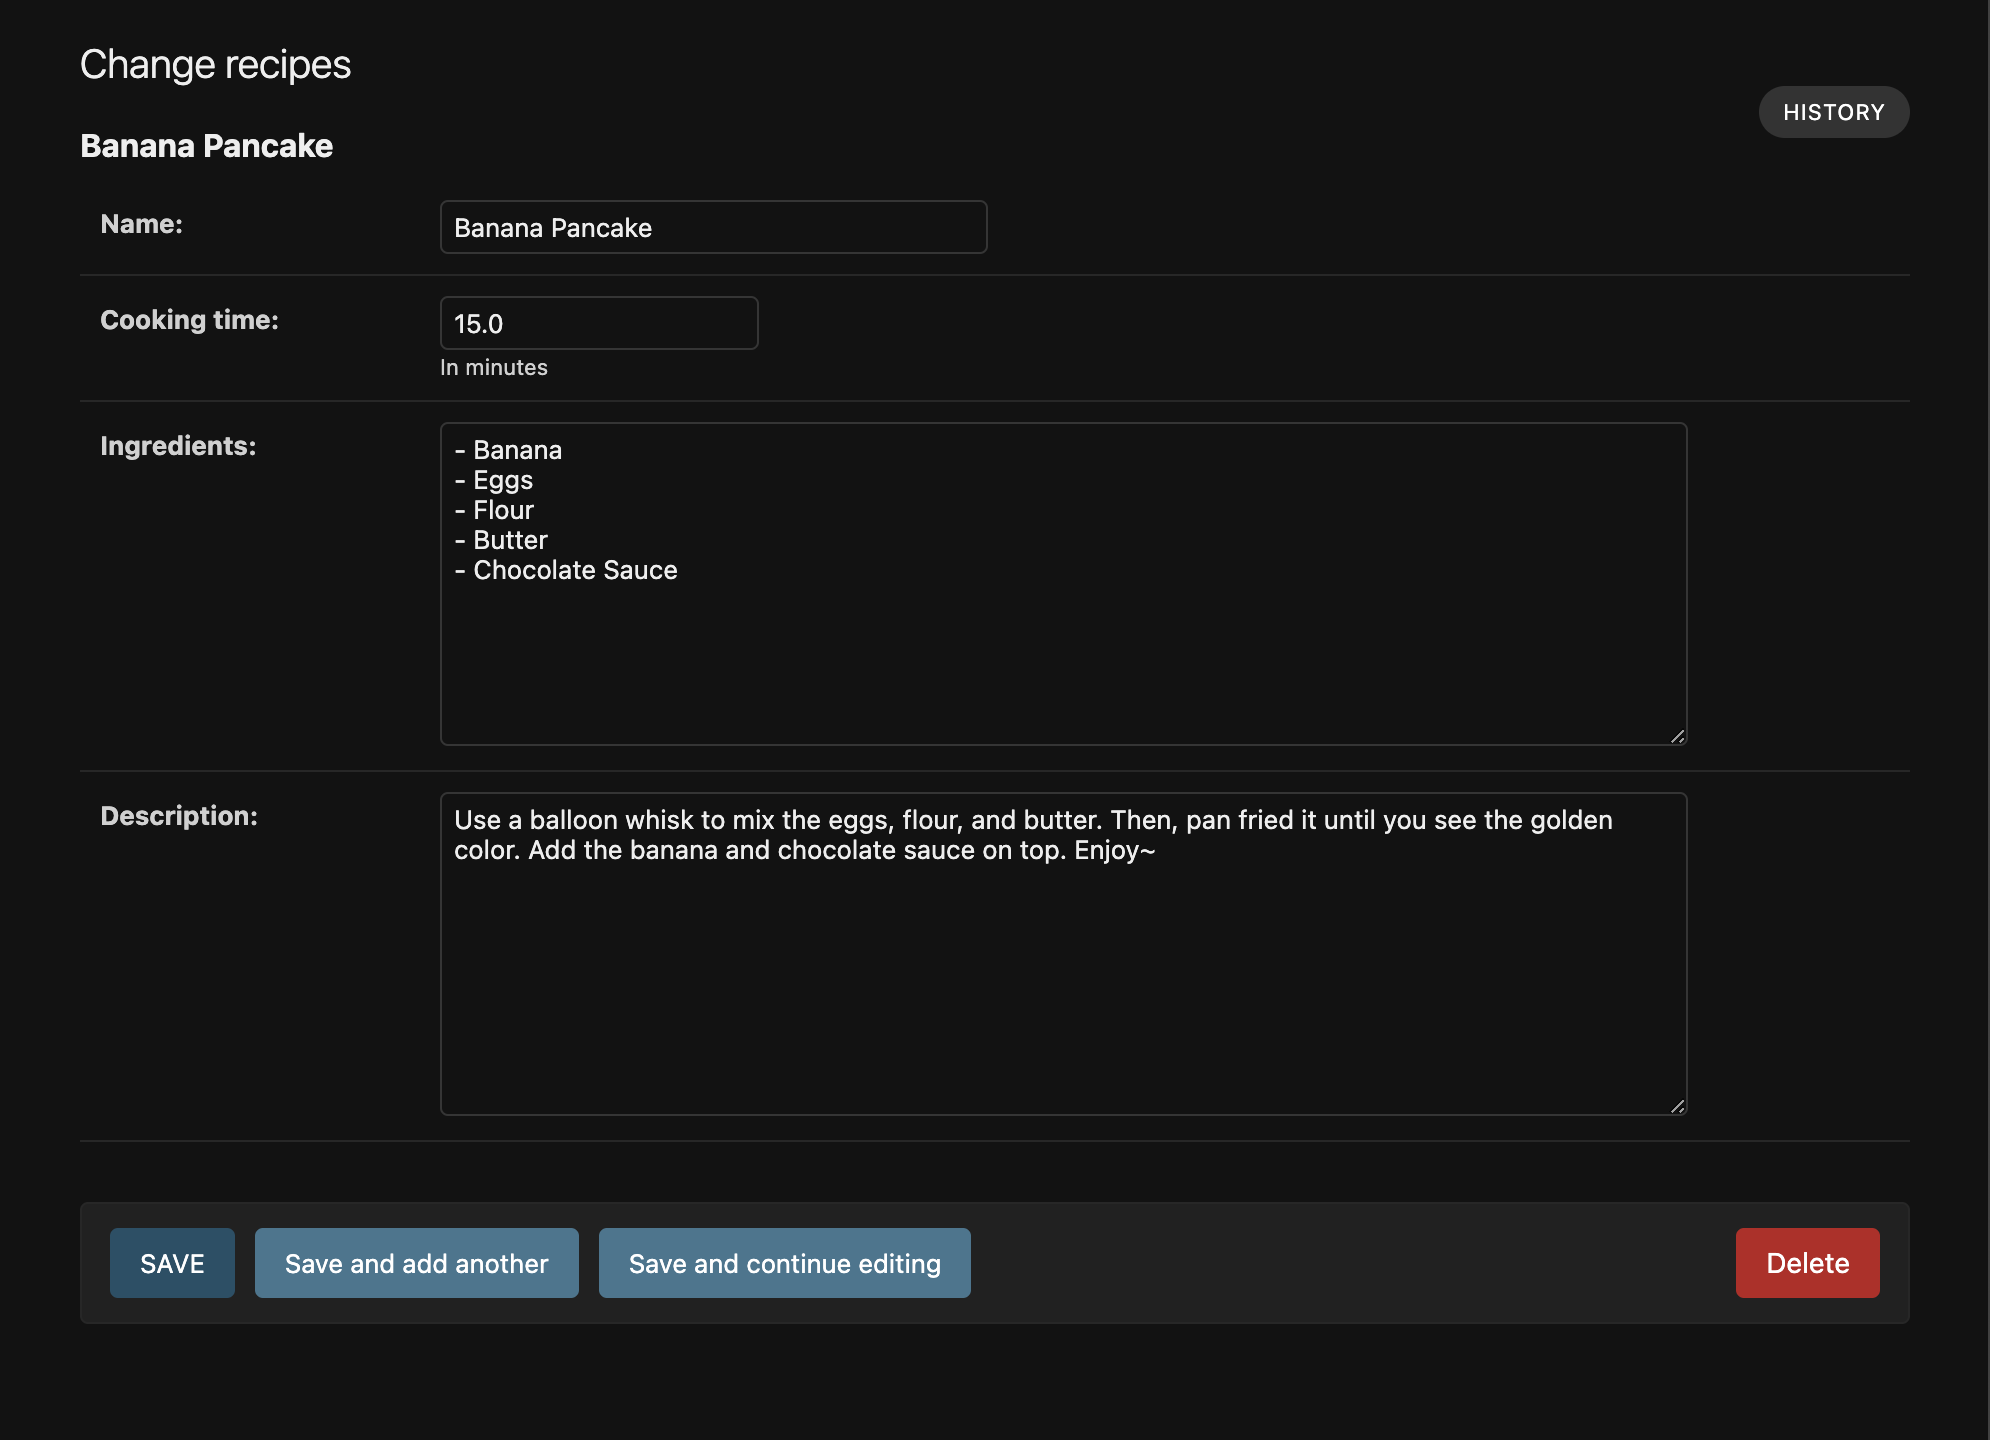 Change recipes
HISTORY
Banana Pancake
Name:
Banana Pancake
Cooking time:
15.0
In minutes
Ingredients:
- Banana
- Eggs
- Flour
- Butter
- Chocolate Sauce
Description:
Use a balloon whisk to mix the eggs, flour, and butter. Then, pan fried it until you see the golden
color. Add the banana and chocolate sauce on top. Enjoy~
SAVE
Save and add another
Save and continue editing
Delete